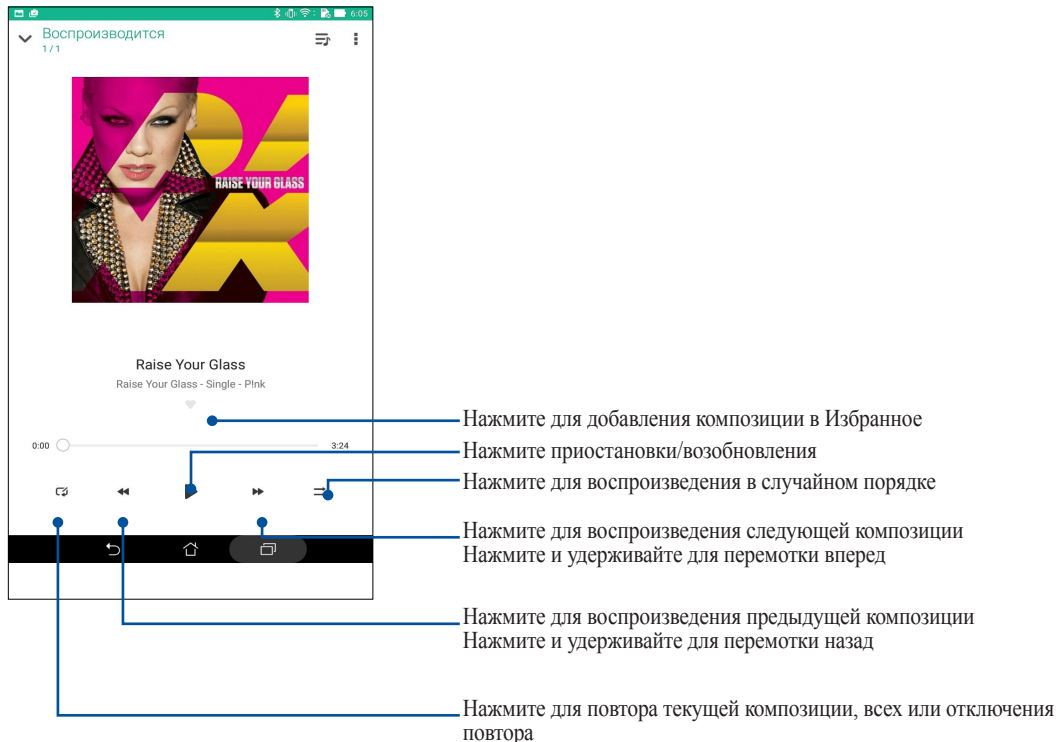 6:05
Воспроизводится
1 / 1
RAISE YOUR GLASS
Raise Your Glass
Raise Your Glass - Single - P!nk
0:00
3:24
Нажмите для добавления композиции в Избранное
Нажмите приостановки/возобновления
Нажмите для воспроизведения в случайном порядке
Нажмите для воспроизведения следующей композиции
Нажмите и удерживайте для перемотки вперед
Нажмите для воспроизведения предыдущей композиции
Нажмите и удерживайте для перемотки назад
Нажмите для повтора текущей композиции, всех или отключения
повтора